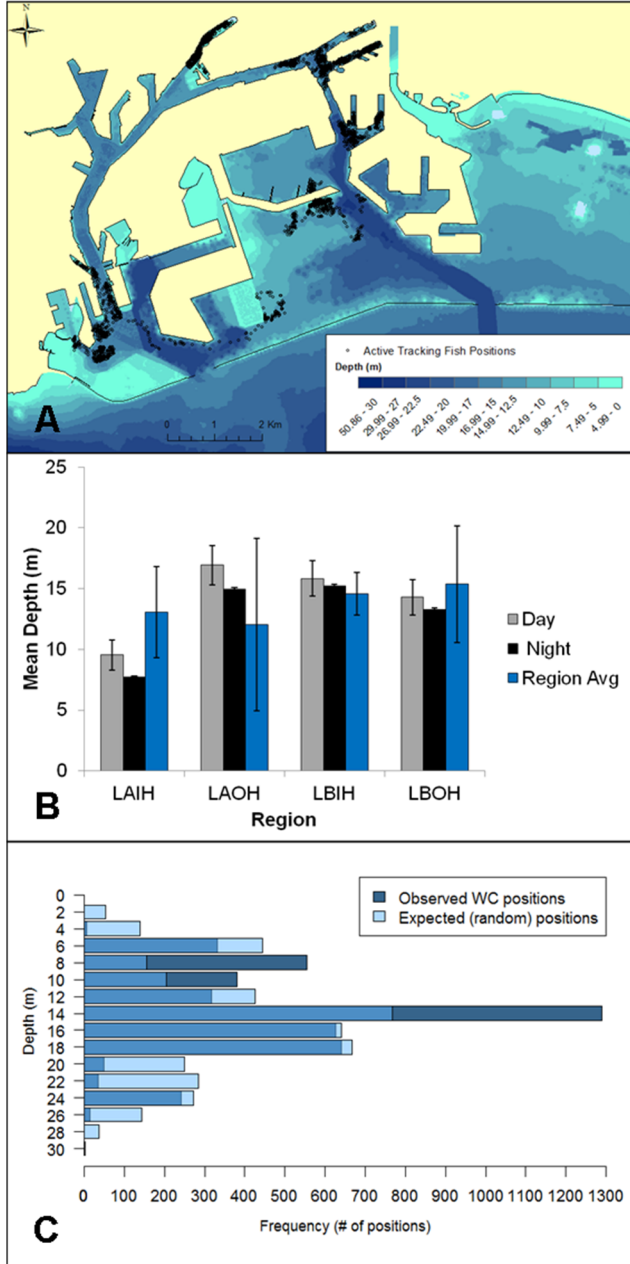 N
Active Tracking Fish Positions
Depth (m)
50.86 - 30
29.99 - 27
26.99 - 22.5
22.49 - 20
19.99 - 17
16.99 - 15
14.99 - 12.5
12.49 - 10
9.99 - 7.5
7.49 - 5
4.99 - 0
0 1 2 Km
A
Mean Depth (m)
25
20
15
10
5
0
Day
Night
Region Avg
LAIH LAOH LBIH LBOH
Region
B
Observed WC positions
Expected (random) positions
Depth (m)
0
2
4
6
8
10
12
14
16
18
20
22
24
26
28
30
0 100 200 300 400 500 600 700 800 900 1000 1100 1200 1300
Frequency (# of positions)
C